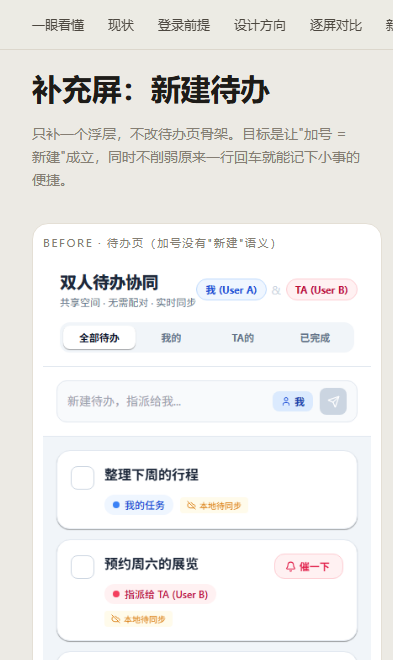 一眼看懂 现状 登录前提 设计方向 逐屏对比
补充屏：新建待办
只补一个浮层，不改待办页骨架。目标是让"加号 =
新建"成立，同时不削弱原来一行回车就能记下小事的
便捷。
BEFORE · 待办页（加号没有"新建"语义）
双人待办协同
共享空间 · 无需配对 · 实时同步
我 (User A) & TA (User B)
全部待办 我的 TA的 已完成
新建待办，指派给我... 我
整理下周的行程
我的任务 本地待同步
预约周六的展览 催一下
指派给 TA (User B)
本地待同步